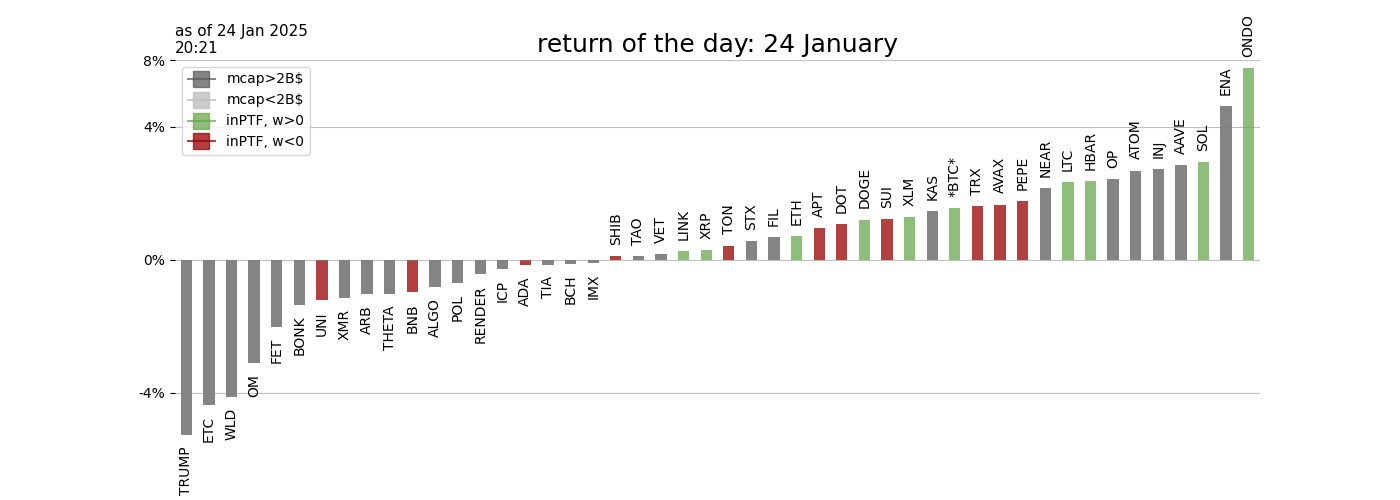 as of 24 Jan 2025
20:21
return of the day: 24 January
8%
4%
0%
-4%
mcap>2B$
mcap<2B$
inPTF, w>0
inPTF, w<0
TRUMP
ETC
WLD
OM
FET
BONK
UNI
XMR
ARB
THETA
BNB
ALGO
POL
RENDER
ICP
ADA
TIA
BCH
IMX
SHIB
TAO
VET
LINK
XRP
TON
STX
FIL
ETH
APT
DOT
DOGE
SUI
XLM
KAS
*BTC*
TRX
AVAX
PEPE
NEAR
LTC
HBAR
OP
ATOM
INJ
AAVE
SOL
ENA
ONDO